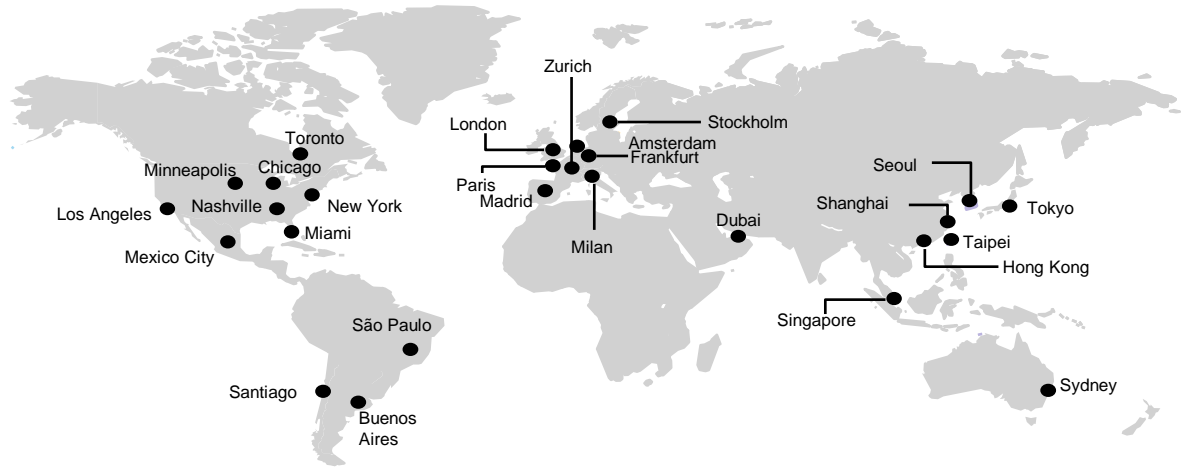 Zurich
London
Stockholm
Toronto
Amsterdam
Frankfurt
Minneapolis
Chicago
Seoul
Paris
Madrid
Los Angeles
Nashville
New York
Shanghai
Tokyo
Dubai
Miami
Milan
Taipei
Mexico City
Hong Kong
Singapore
São Paulo
Santiago
Sydney
Buenos
Aires